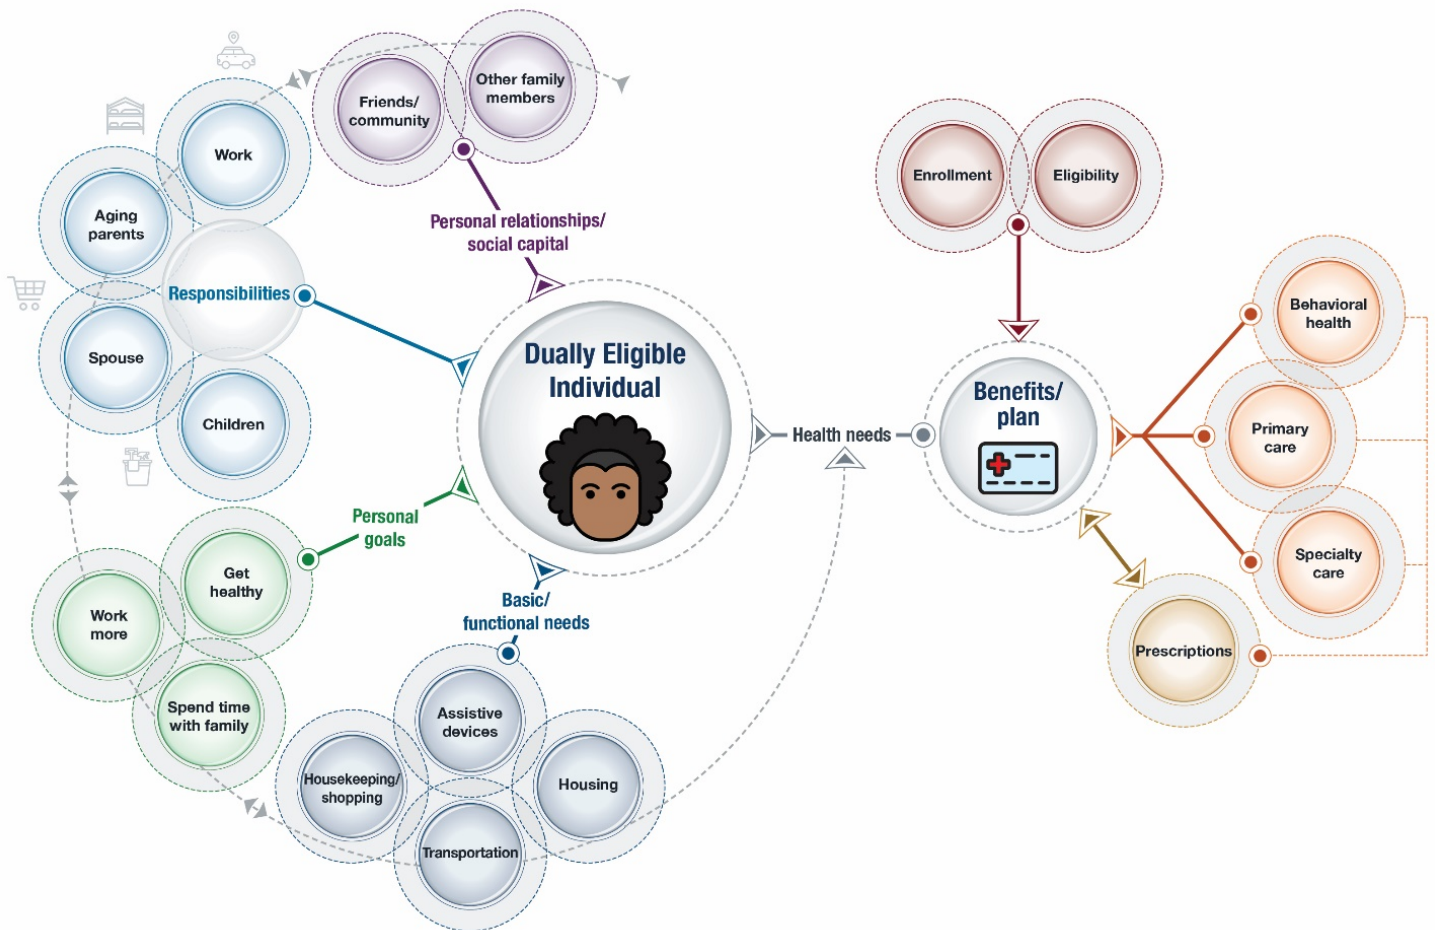 Friends/
community
Other family
members
Work
Aging
parents
Responsibilities
Spouse
Children
Personal relationships/
social capital
Enrollment
Eligibility
Dually Eligible
Individual
Health needs
Benefits/
plan
Behavioral
health
Primary
care
Specialty
care
Prescriptions
Personal
goals
Get
healthy
Work
more
Spend time
with family
Basic/
functional needs
Assistive
devices
Housekeeping/
shopping
Housing
Transportation